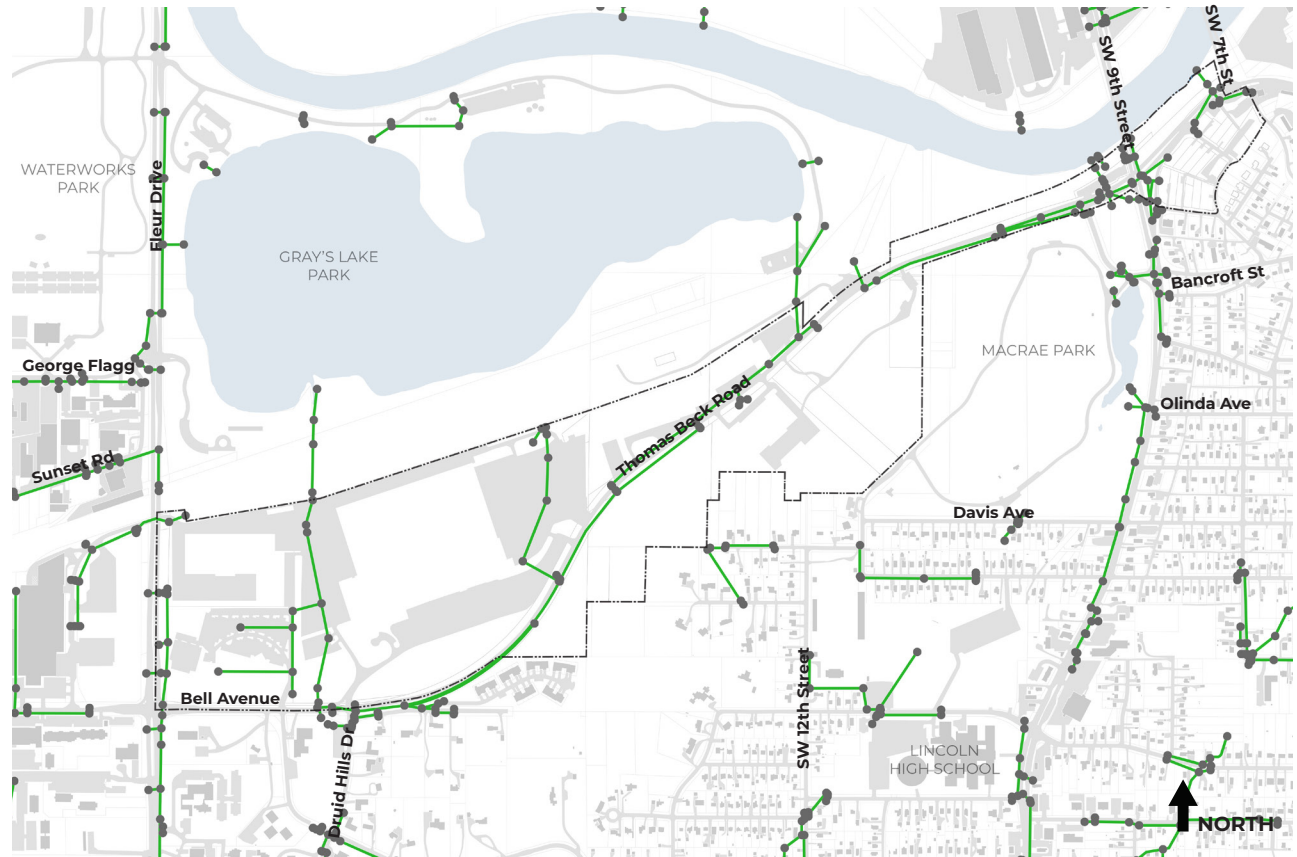 SW 7th St
SW 9th Street
WATERWORKS
PARK
Fleur Drive
GRAY'S LAKE
PARK
Bancroft St
MACRAE PARK
George Flagg
Olinda Ave
Thomas Beck Road
Sunset Rd
Davis Ave
Bell Avenue
SW 12th Street
Druid Hills Dr
LINCOLN
HIGH SCHOOL
NORTH